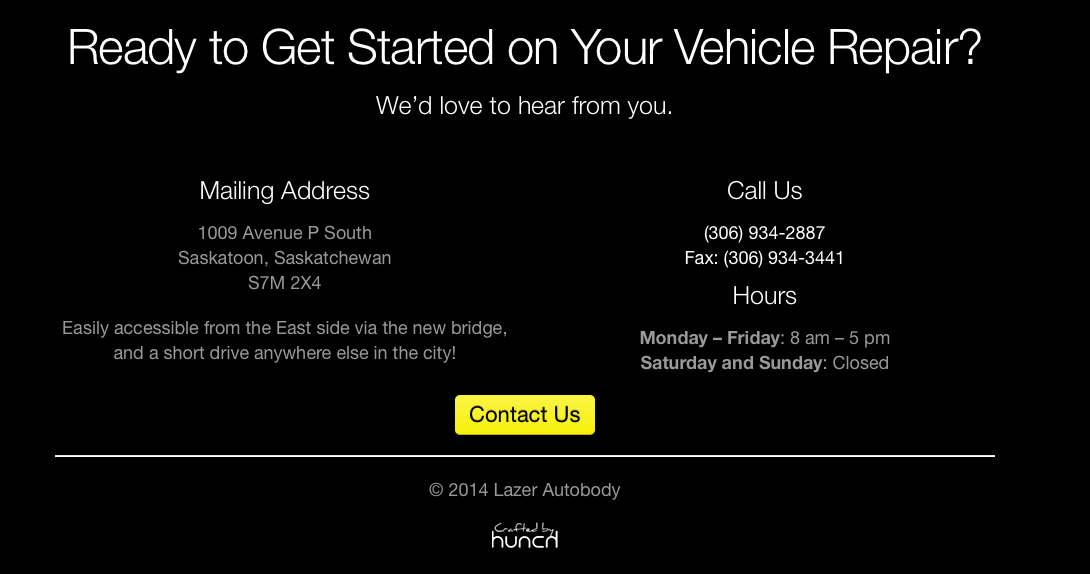 Ready to Get Started on Your Vehicle Repair?
We’d love to hear from you.
Mailing Address
1009 Avenue P South
Saskatoon, Saskatchewan
S7M 2X4
Easily accessible from the East side via the new bridge,
and a short drive anywhere else in the city!
Call Us
(306) 934-2887
Fax: (306) 934-3441
Hours
Monday – Friday: 8 am – 5 pm
Saturday and Sunday: Closed
Contact Us
© 2014 Lazer Autobody
Crafted by
hunch